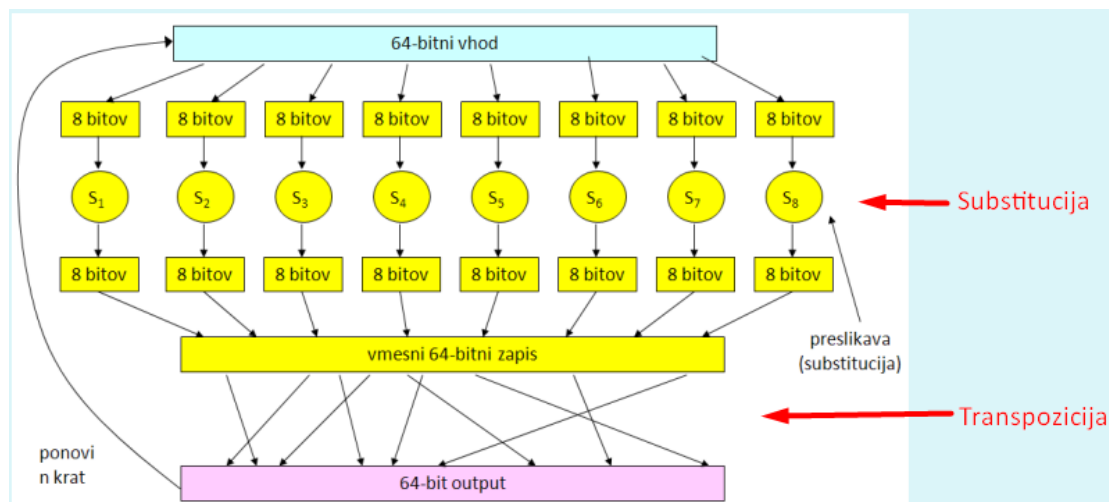 64-bitni vhod
8 bitov 8 bitov 8 bitov 8 bitov 8 bitov 8 bitov 8 bitov 8 bitov
S1 S2 S3 S4 S5 S6 S7 S8
Substitucija
8 bitov 8 bitov 8 bitov 8 bitov 8 bitov 8 bitov 8 bitov 8 bitov
preslikava
(substitucija)
vmesni 64-bitni zapis
Transpozicija
ponovi
n krat
64-bit output